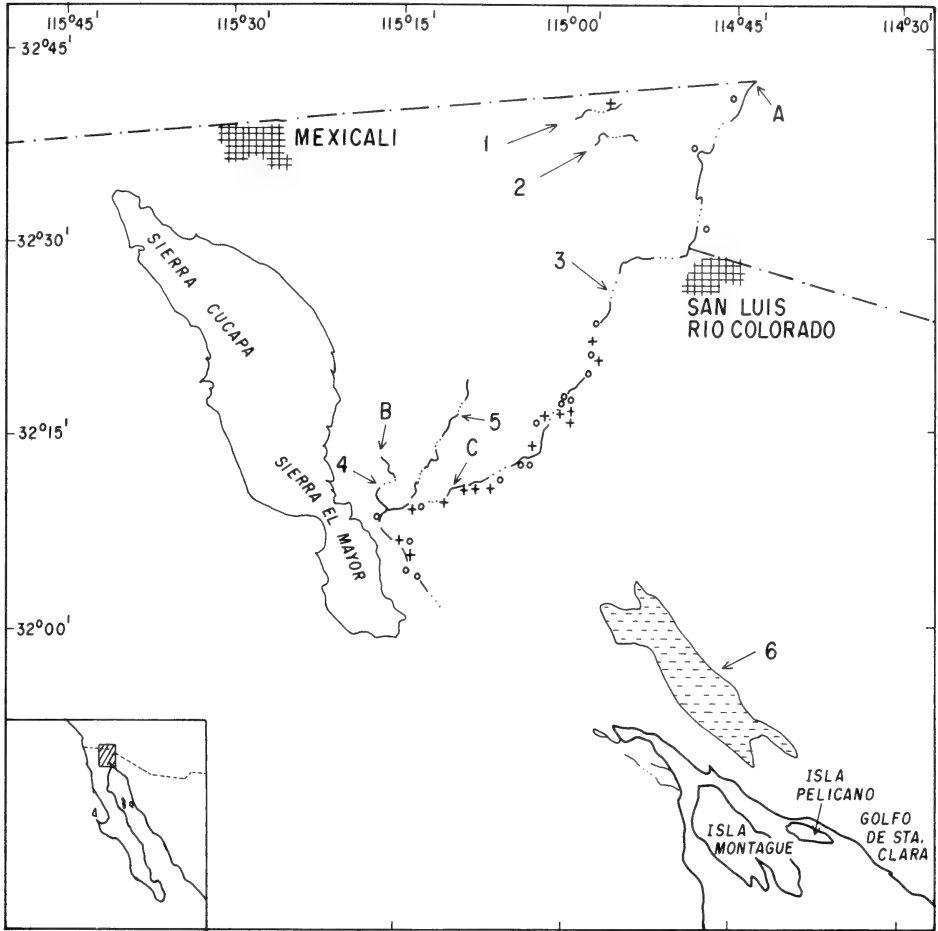 115°45' 115°30' 115°15' 115°00' 114°45' 114°30'
32°45'
A
1
MEXICALI
2
32°30'
3
SIERRA CUCAPA
SAN LUIS
RIO COLORADO
B
5
32°15'
C
4
SIERRA EL MAYOR
32°00'
6
ISLA
PELICANO
GOLFO
DE STA.
CLARA
ISLA
MONTAGUE